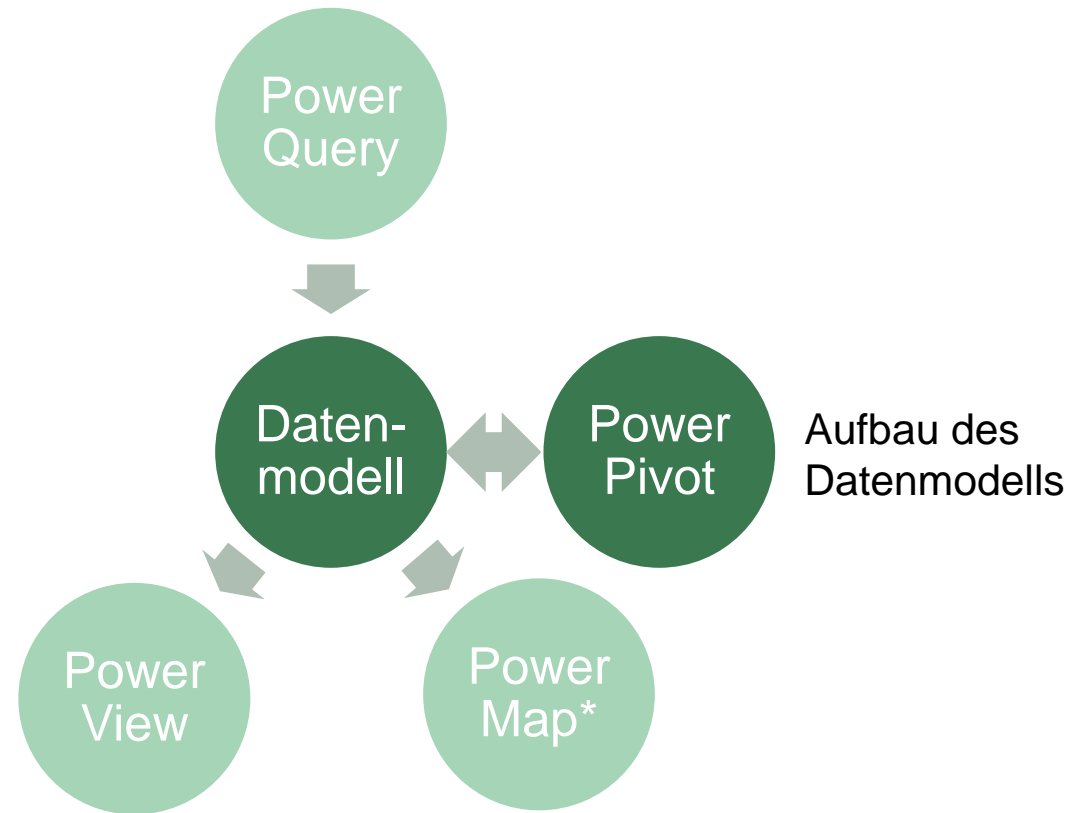 Power
Query
Daten-
modell
Power
Pivot
Aufbau des
Datenmodells
Power
View
Power
Map*